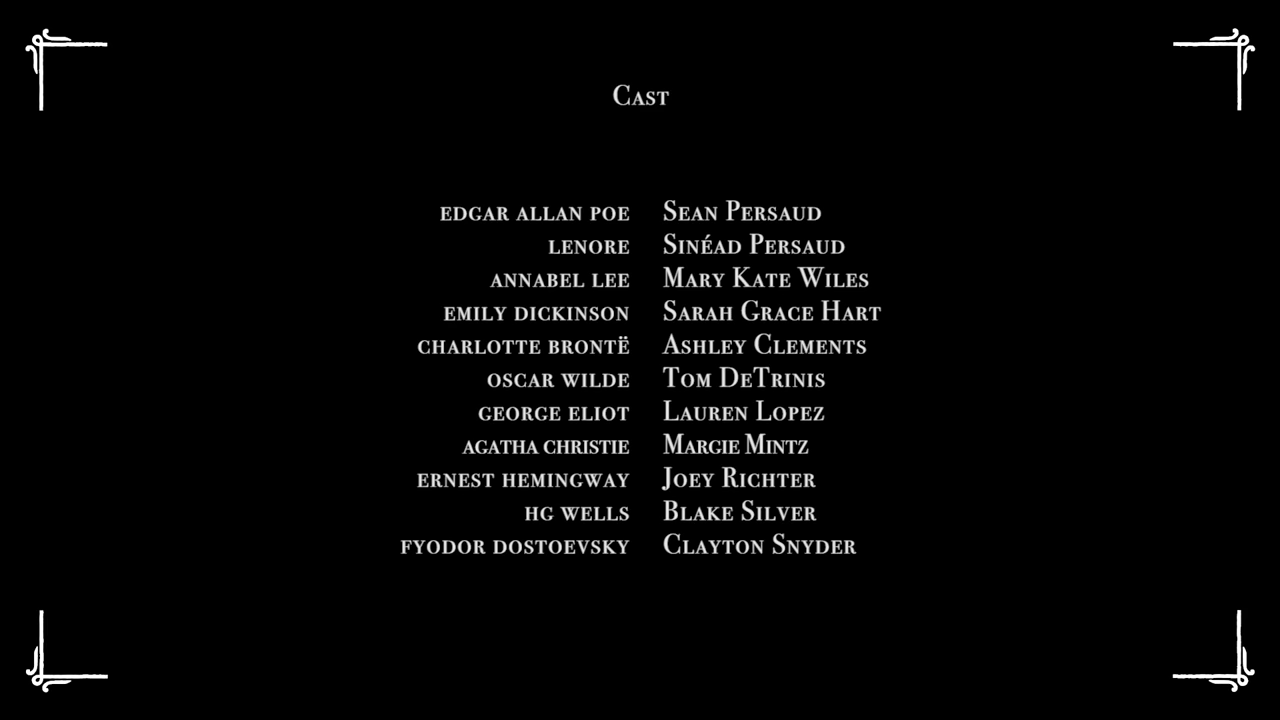 Cast
EDGAR ALLAN POE Sean Persaud
LENORE Sinéad Persaud
ANNABEL LEE Mary Kate Wiles
EMILY DICKINSON Sarah Grace Hart
CHARLOTTE BRONTË Ashley Clements
OSCAR WILDE Tom DeTrinis
GEORGE ELIOT Lauren Lopez
AGATHA CHRISTIE Margie Mintz
ERNEST HEMINGWAY Joey Richter
HG WELLS Blake Silver
FYODOR DOSTOEVSKY Clayton Snyder